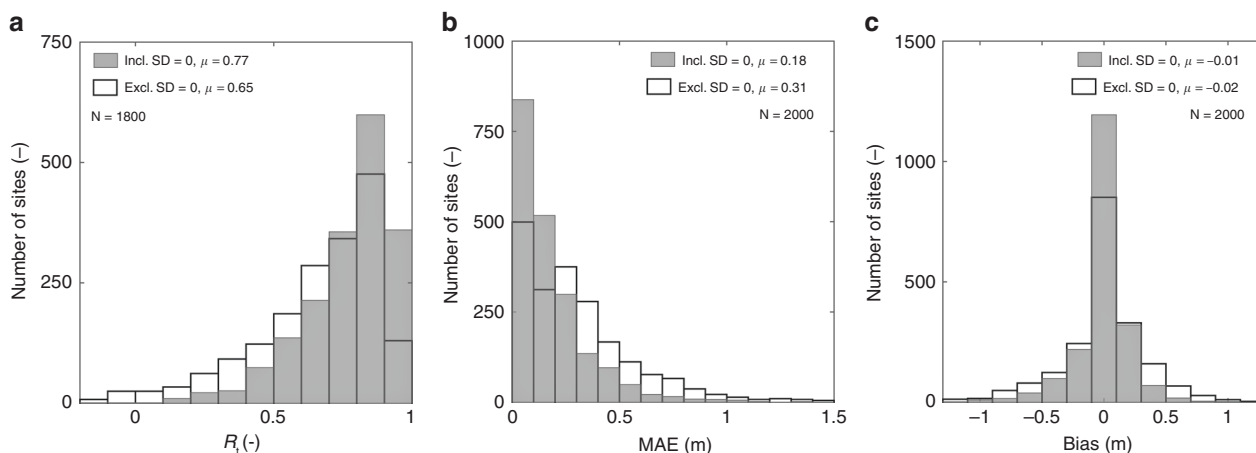 a
750
500
250
0
Number of sites (–)
Incl. SD = 0, μ = 0.77
Excl. SD = 0, μ = 0.65
N = 1800
0
0.5
1
R, (-)
b
1000
750
500
250
0
Number of sites (–)
Incl. SD = 0, μ = 0.18
Excl. SD = 0, μ = 0.31
N = 2000
0
0.5
1
1.5
MAE (m)
c
1500
1000
500
0
Number of sites (–)
Incl. SD = 0, μ = –0.01
Excl. SD = 0, μ = –0.02
N = 2000
–1
–0.5
0
0.5
1
Bias (m)